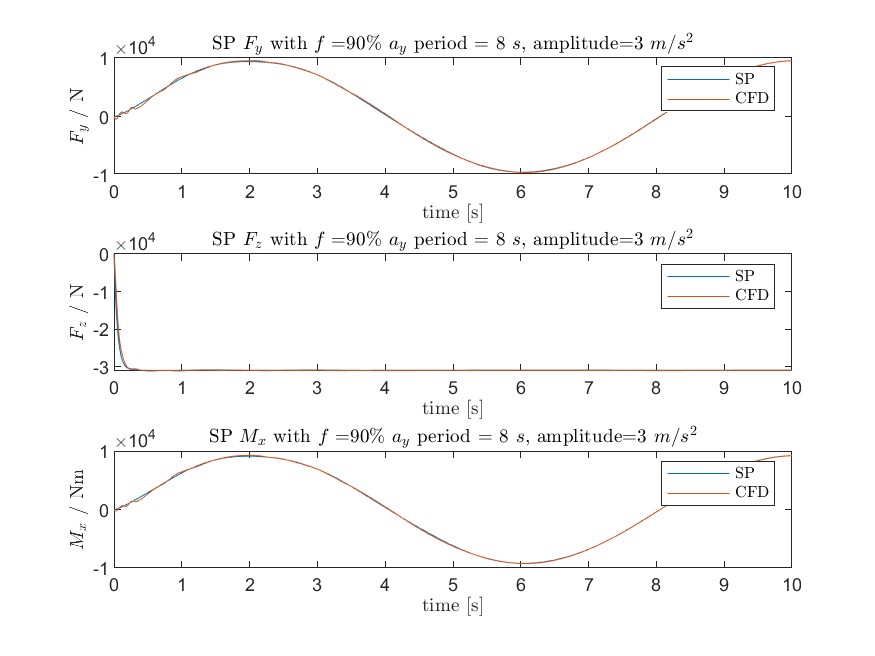 SP F_y with f =90% a_y period = 8 s, amplitude=3 m/s^2
×10^4
1
0
-1
F_y / N
SP
CFD
0 1 2 3 4 5 6 7 8 9 10
time [s]
SP F_z with f =90% a_y period = 8 s, amplitude=3 m/s^2
×10^4
0
-1
-2
-3
F_z / N
SP
CFD
0 1 2 3 4 5 6 7 8 9 10
time [s]
SP M_x with f =90% a_y period = 8 s, amplitude=3 m/s^2
×10^4
1
0
-1
M_x / Nm
SP
CFD
0 1 2 3 4 5 6 7 8 9 10
time [s]